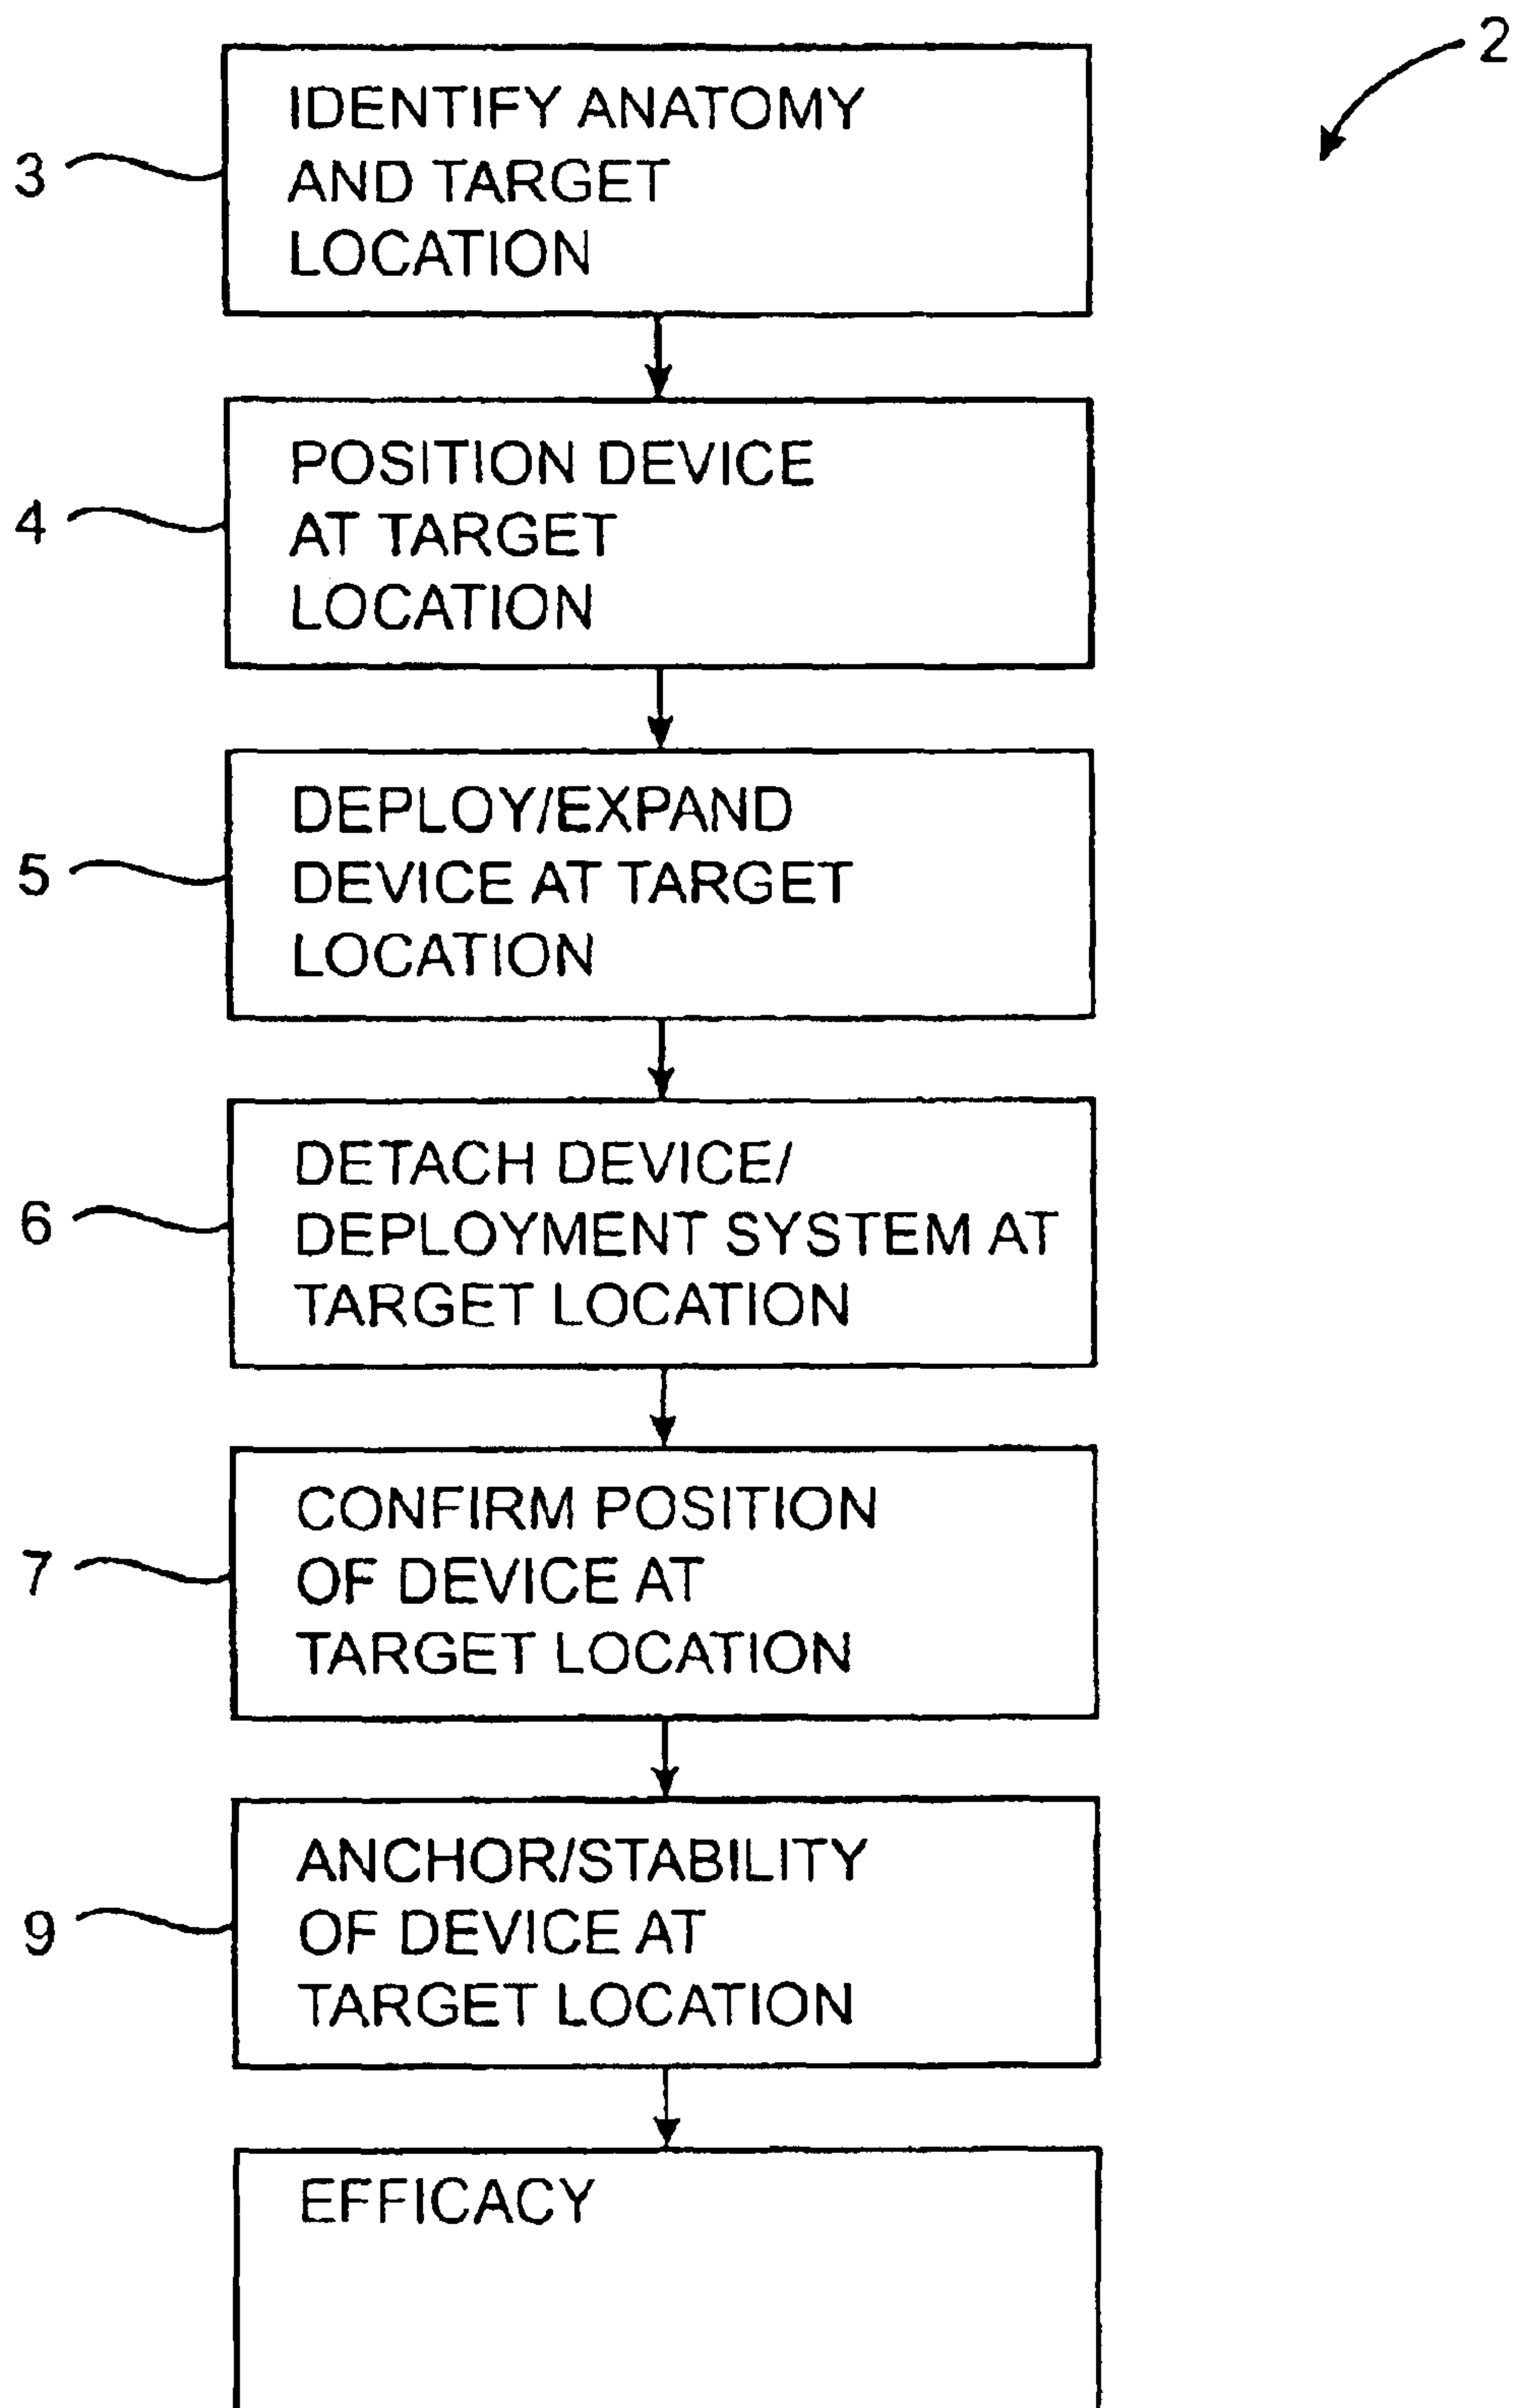 2
3
IDENTIFY ANATOMY
AND TARGET
LOCATION
4
POSITION DEVICE
AT TARGET
LOCATION
5
DEPLOY/EXPAND
DEVICE AT TARGET
LOCATION
6
DETACH DEVICE/
DEPLOYMENT SYSTEM AT
TARGET LOCATION
7
CONFIRM POSITION
OF DEVICE AT
TARGET LOCATION
9
ANCHOR/STABILITY
OF DEVICE AT
TARGET LOCATION
EFFICACY